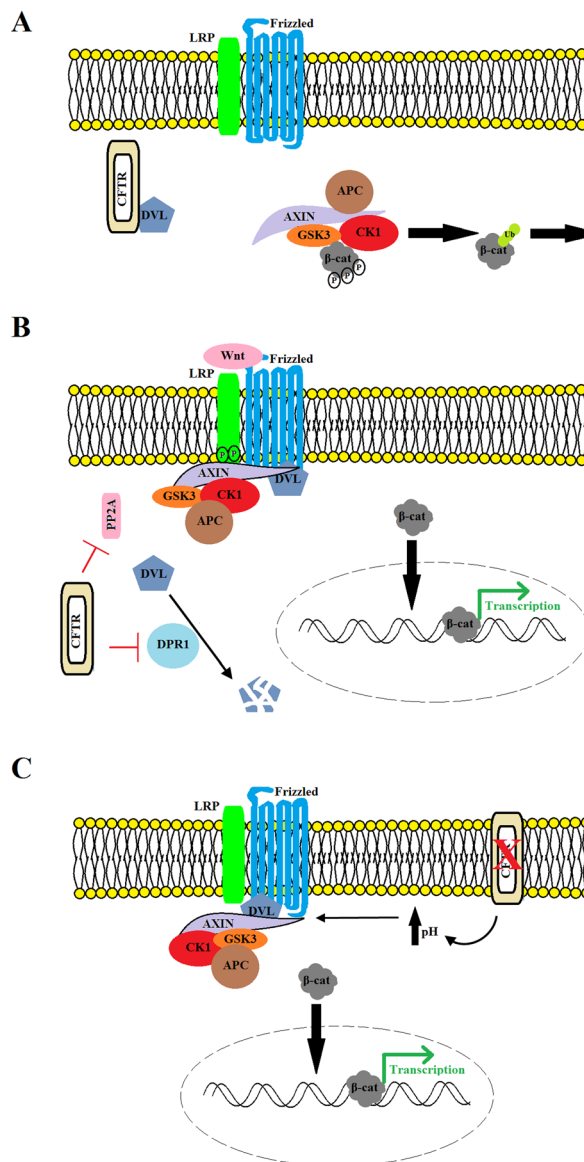 A
Frizzled
LRP
CFTR
DVL
APC
AXIN
GSK3
CK1
β-cat
P P P
Ub
β-cat
B
Wnt
Frizzled
LRP
P P
AXIN
DVL
GSK3
CK1
APC
PP2A
β-cat
DVL
CFTR
DPR1
Transcription
β-cat
C
Frizzled
LRP
X
DVL
AXIN
pH
CK1
GSK3
APC
β-cat
Transcription
β-cat